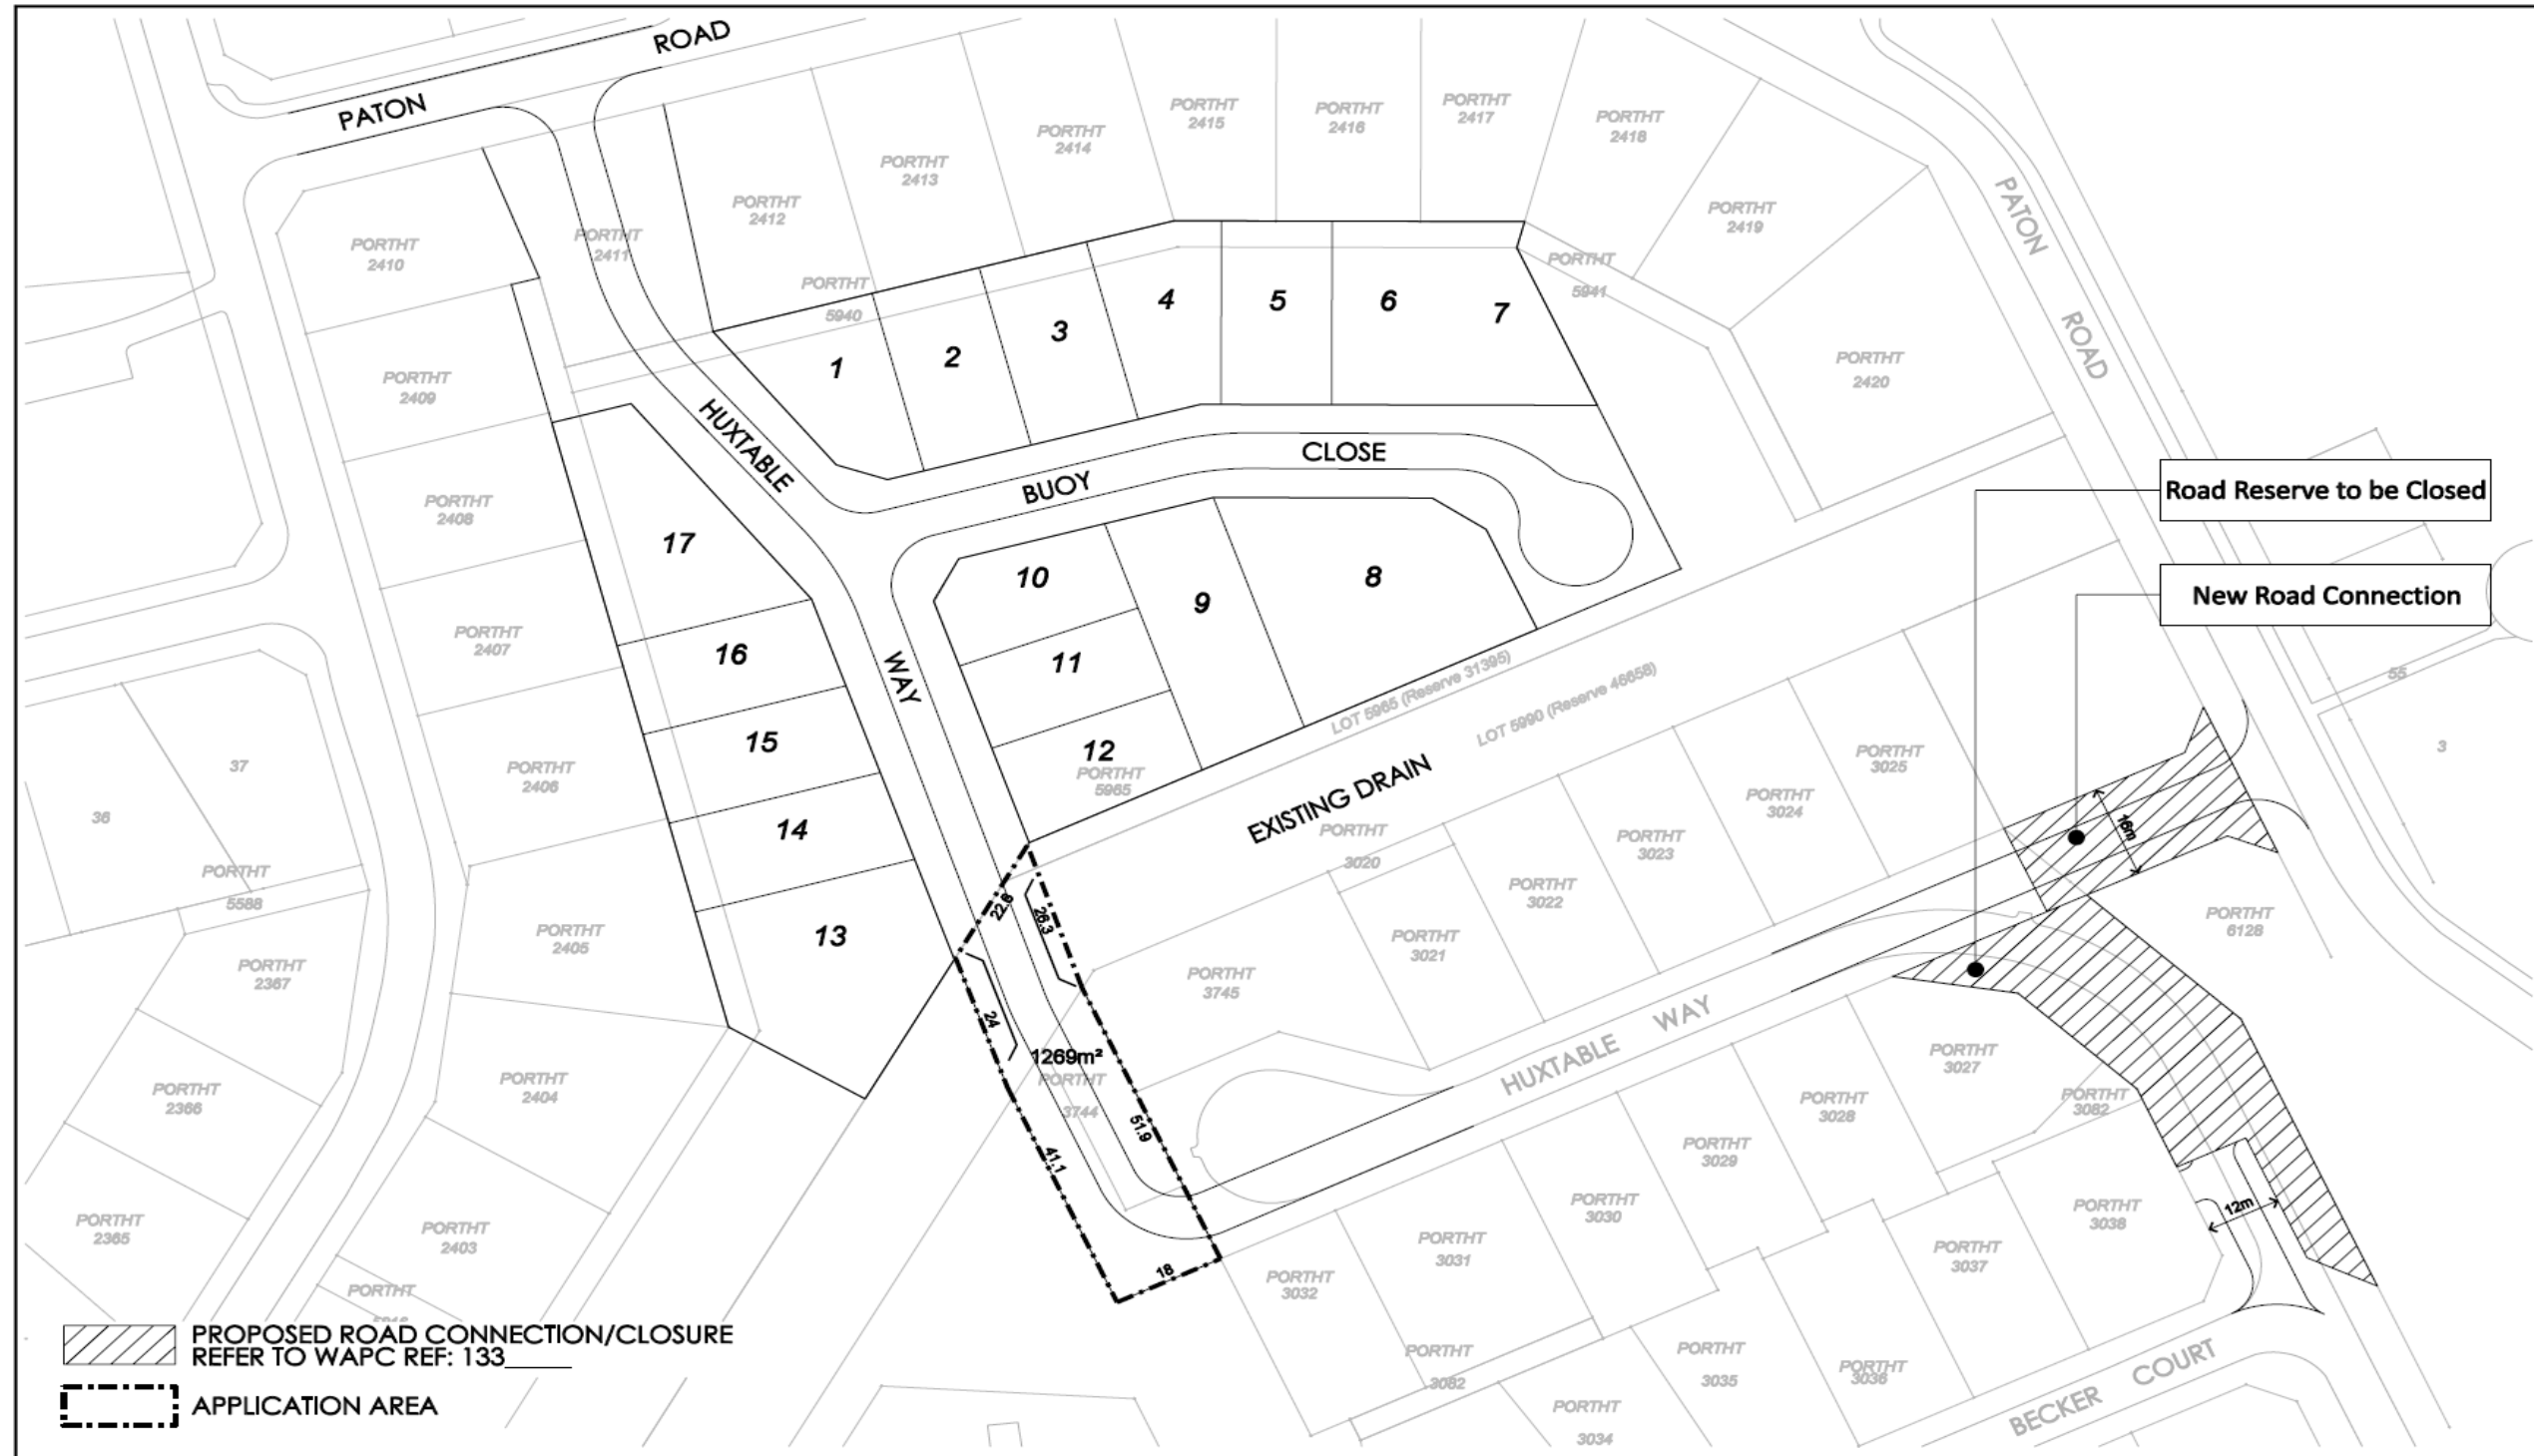 ROAD
PATON
PORTHT
2415
PORTHT
2416
PORTHT
2417
PORTHT
2418
PORTHT
2414
PORTHT
2413
PORTHT
2412
PORTHT
2419
PATON
ROAD
PORTHT
2410
PORTHT
2411
PORTHT
5940
PORTHT
5941
1
2
3
4
5
6
7
PORTHT
2420
PORTHT
2409
HUXTABLE
WAY
BUOY
CLOSE
PORTHT
2408
Road Reserve to be Closed
New Road Connection
17
10
9
8
PORTHT
2407
16
11
LOT 5965 (Reserve 31395)
LOT 5990 (Reserve 46658)
55
3
15
12
PORTHT
5965
EXISTING DRAIN
PORTHT
2406
37
36
14
PORTHT
3020
PORTHT
3023
PORTHT
3024
PORTHT
3025
16m
PORTHT
5588
PORTHT
3022
PORTHT
2405
13
22.6
26.3
PORTHT
3021
PORTHT
6128
PORTHT
2367
PORTHT
3745
24
HUXTABLE WAY
1269m²
PORTHT
3744
51.9
41.1
18
PORTHT
2366
PORTHT
2404
PORTHT
3027
PORTHT
3028
PORTHT
3082
PORTHT
3029
PORTHT
3030
PORTHT
3038
12m
PORTHT
2365
PORTHT
2403
PORTHT
3031
PORTHT
3037
PORTHT
3032
PORTHT
PROPOSED ROAD CONNECTION/CLOSURE
REFER TO WAPC REF: 133_____
APPLICATION AREA
PORTHT
3082
PORTHT
3035
PORTHT
3036
PORTHT
3034
BECKER COURT